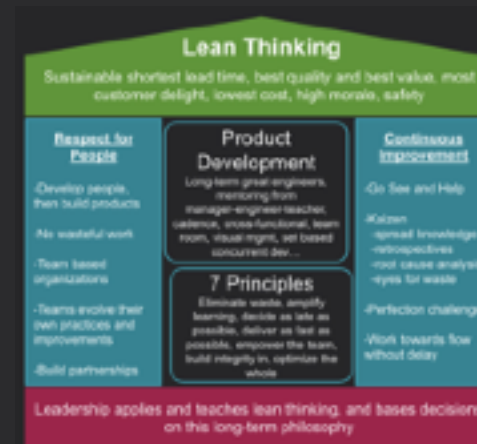 Lean Thinking
Sustainable shortest lead time, best quality and best value, most
customer delight, lowest cost, high morale, safety
Respect for
People
-Develop people,
then build products
-No wasteful work
-Team based
organizations
-Teams evolve their
own practices and
improvements
-Build partnerships
Product
Development
Long-term great engineers,
mentoring from
manager-engineer-teacher,
cadence, cross-functional, team
room, visual mgmt, set based
concurrent dev...
7 Principles
Eliminate waste, amplify
learning, decide as late as
possible, deliver as fast as
possible, empower the team,
build integrity in, optimize the
whole
Continuous
Improvement
-Go See and Help
-Kaizen
-spread knowledge
-retrospectives
-root cause analysis
-eyes for waste
-Perfection challenge
-Work towards flow
without delay
Leadership applies and teaches lean thinking, and bases decisions
on this long-term philosophy